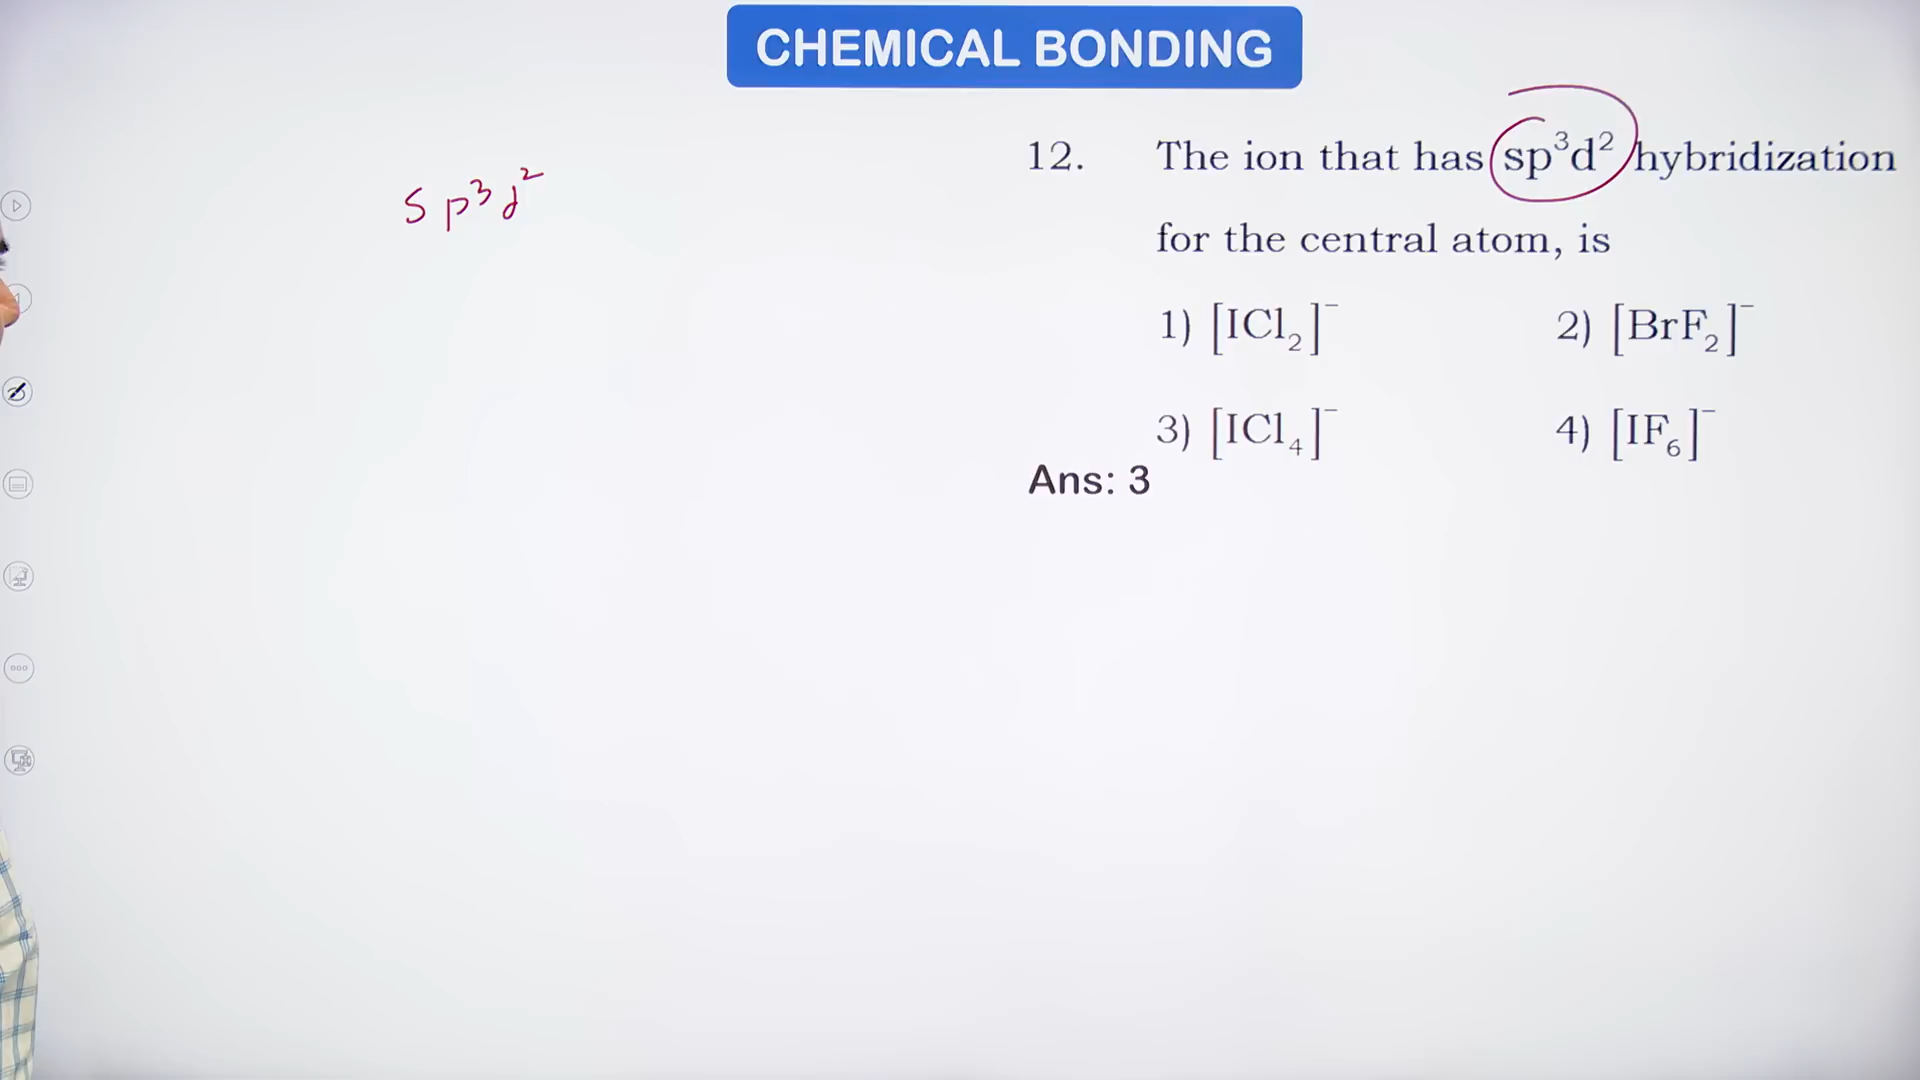 CHEMICAL BONDING
sp³d²
12. The ion that has sp³d² hybridization
for the central atom, is
1) [ICl₂]⁻ 2) [BrF₂]⁻
3) [ICl₄]⁻ 4) [IF₆]⁻
Ans: 3